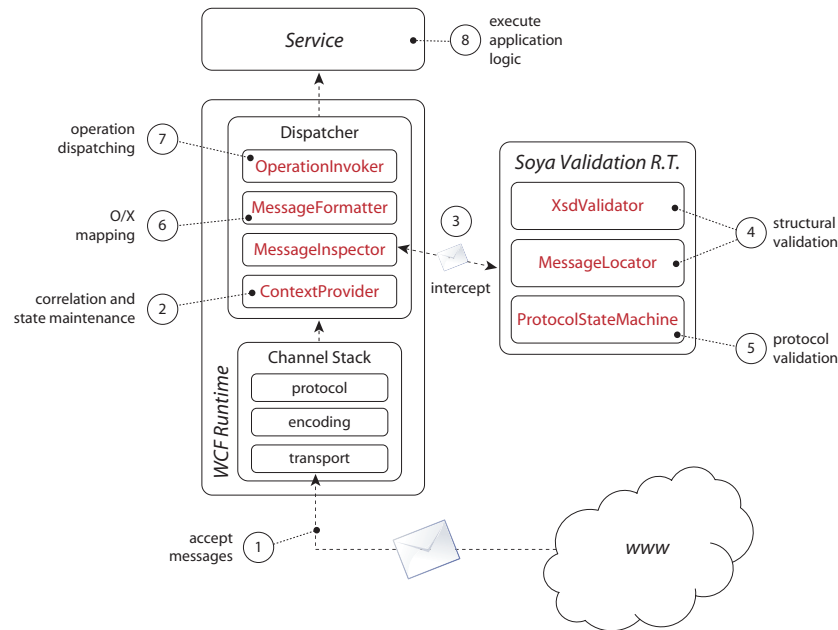 Service
8
execute
application
logic
WCF Runtime
Dispatcher
OperationInvoker
MessageFormatter
MessageInspector
ContextProvider
7
operation
dispatching
6
O/X
mapping
2
correlation and
state maintenance
3
intercept
Soya Validation R.T.
XsdValidator
MessageLocator
ProtocolStateMachine
4
structural
validation
5
protocol
validation
Channel Stack
protocol
encoding
transport
accept
messages
1
www